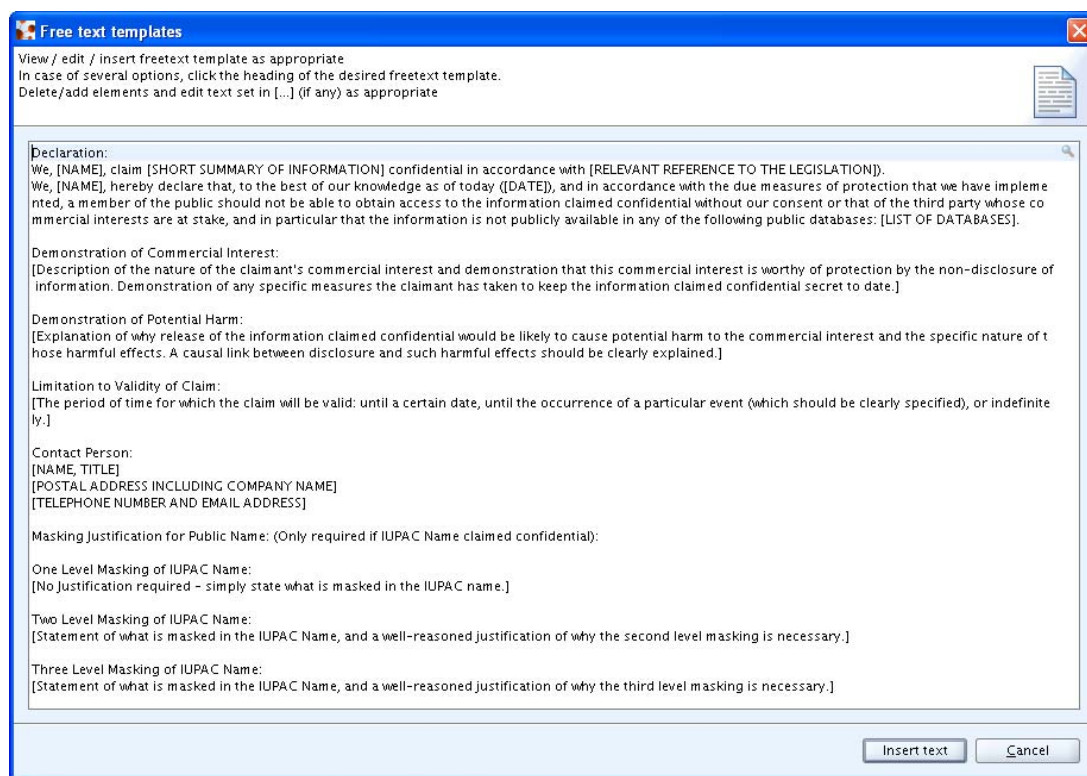 Free text templates
View / edit / insert freetext template as appropriate
In case of several options, click the heading of the desired freetext template.
Delete/add elements and edit text set in [...] (if any) as appropriate
Declaration:
We, [NAME], claim [SHORT SUMMARY OF INFORMATION] confidential in accordance with [RELEVANT REFERENCE TO THE LEGISLATION]).
We, [NAME], hereby declare that, to the best of our knowledge as of today ([DATE]), and in accordance with the due measures of protection that we have impleme
nted, a member of the public should not be able to obtain access to the information claimed confidential without our consent or that of the third party whose co
mmercial interests are at stake, and in particular that the information is not publicly available in any of the following public databases: [LIST OF DATABASES].
Demonstration of Commercial Interest:
[Description of the nature of the claimant's commercial interest and demonstration that this commercial interest is worthy of protection by the non-disclosure of
information. Demonstration of any specific measures the claimant has taken to keep the information claimed confidential secret to date.]
Demonstration of Potential Harm:
[Explanation of why release of the information claimed confidential would be likely to cause potential harm to the commercial interest and the specific nature of t
hose harmful effects. A causal link between disclosure and such harmful effects should be clearly explained.]
Limitation to Validity of Claim:
[The period of time for which the claim will be valid: until a certain date, until the occurrence of a particular event (which should be clearly specified), or indefinite
ly.]
Contact Person:
[NAME, TITLE]
[POSTAL ADDRESS INCLUDING COMPANY NAME]
[TELEPHONE NUMBER AND EMAIL ADDRESS]
Masking Justification for Public Name: (Only required if IUPAC Name claimed confidential):
One Level Masking of IUPAC Name:
[No Justification required - simply state what is masked in the IUPAC name.]
Two Level Masking of IUPAC Name:
[Statement of what is masked in the IUPAC Name, and a well-reasoned justification of why the second level masking is necessary.]
Three Level Masking of IUPAC Name:
[Statement of what is masked in the IUPAC Name, and a well-reasoned justification of why the third level masking is necessary.]
Insert text
Cancel